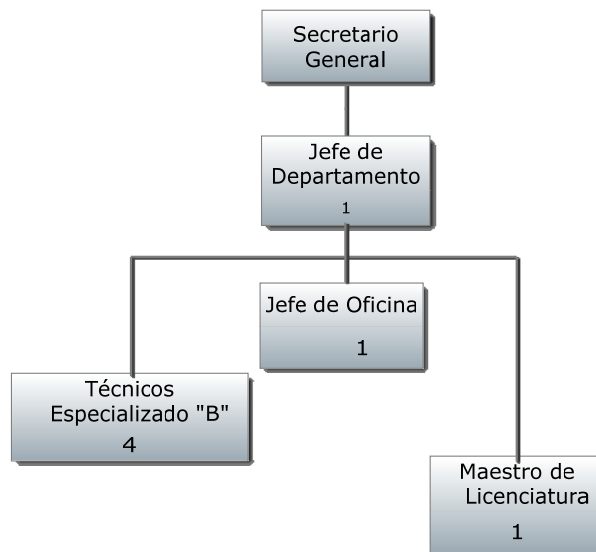 Secretario
General
Jefe de
Departamento
1
Jefe de Oficina
1
Técnicos
Especializado "B"
4
Maestro de
Licenciatura
1